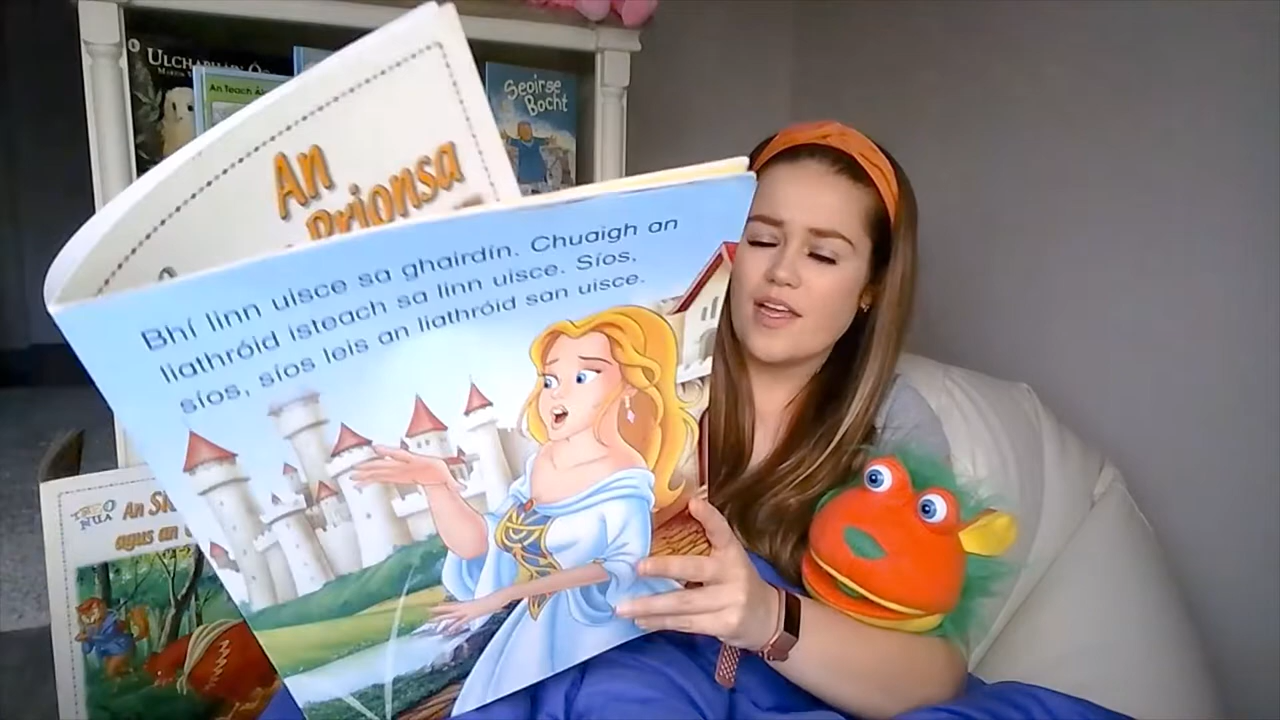 ULCHABHÁN
An Teach
Seoirse
Bocht
An
Prionsa
Bhí linn uisce sa ghairdín. Chuaigh an
liathróid isteach sa linn uisce. Síos,
síos, síos leis an liathróid san uisce.
NUA
An
agus an